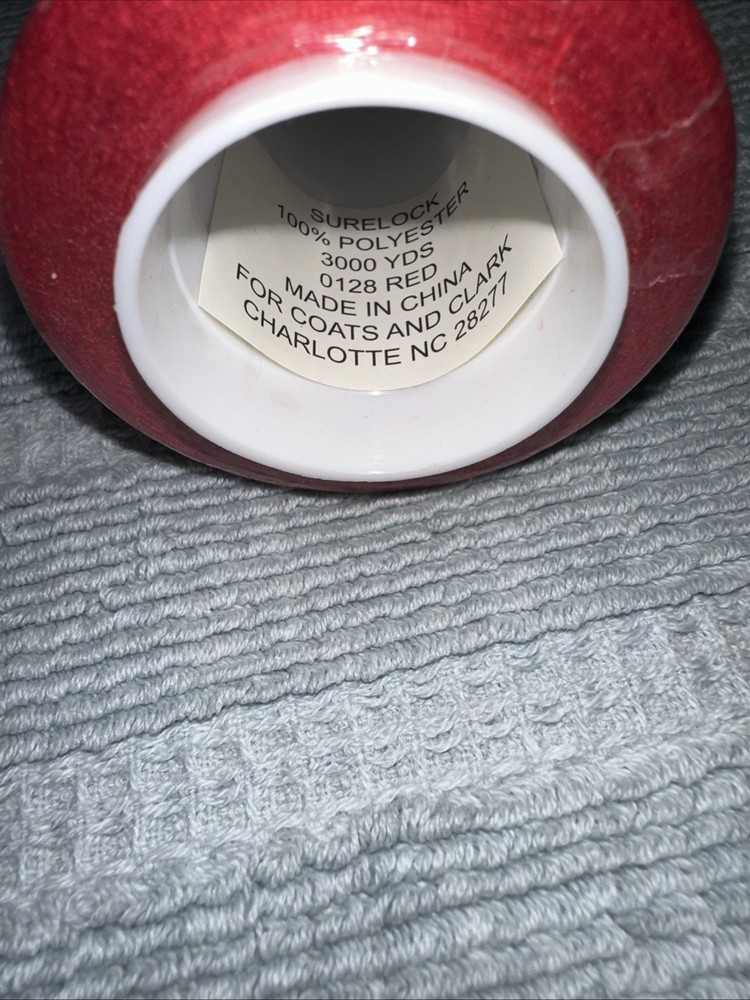 SURELOCK
100% POLYESTER
3000 YDS
0128 RED
MADE IN CHINA
FOR COATS AND CLARK
CHARLOTTE NC 28277